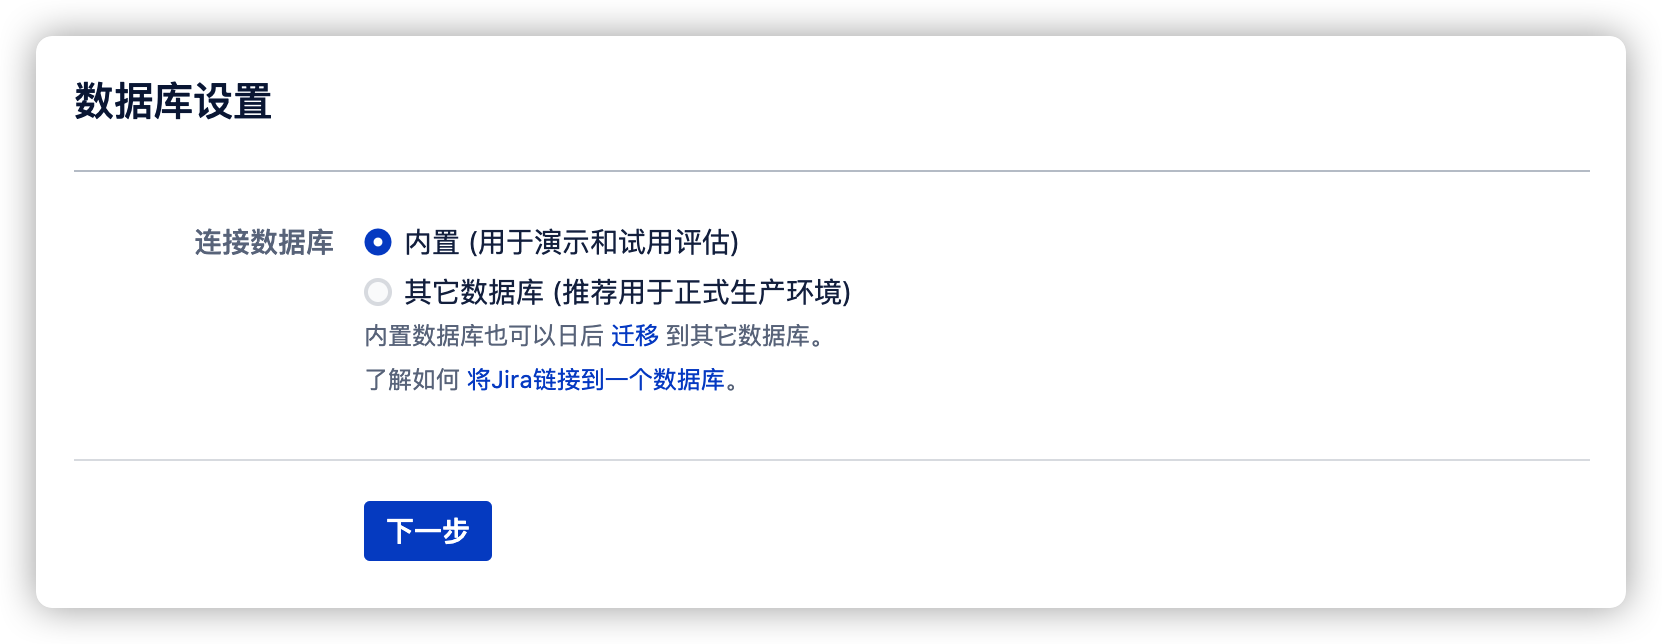 数据库设置
连接数据库
内置 (用于演示和试用评估)
其它数据库 (推荐用于正式生产环境)
内置数据库也可以日后 迁移 到其它数据库。
了解如何 将Jira链接到一个数据库。
下一步